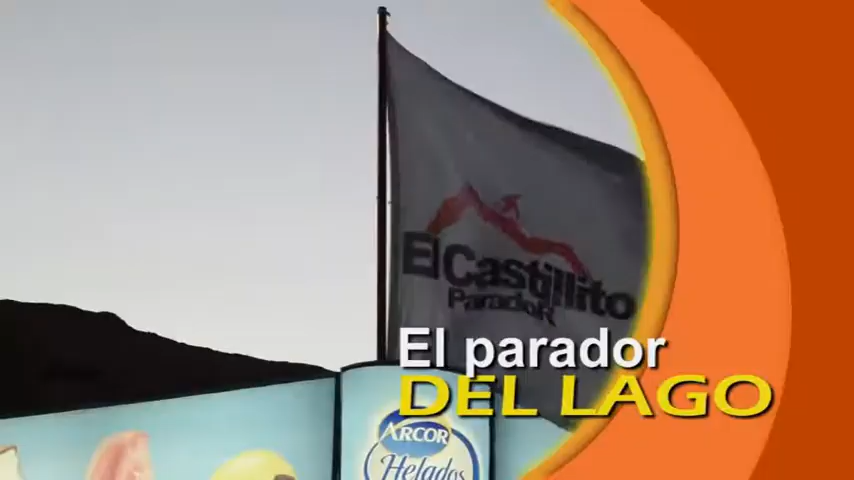 El Castillito
ParadoR
El parador
DEL LAGO
ARCOR
Helados